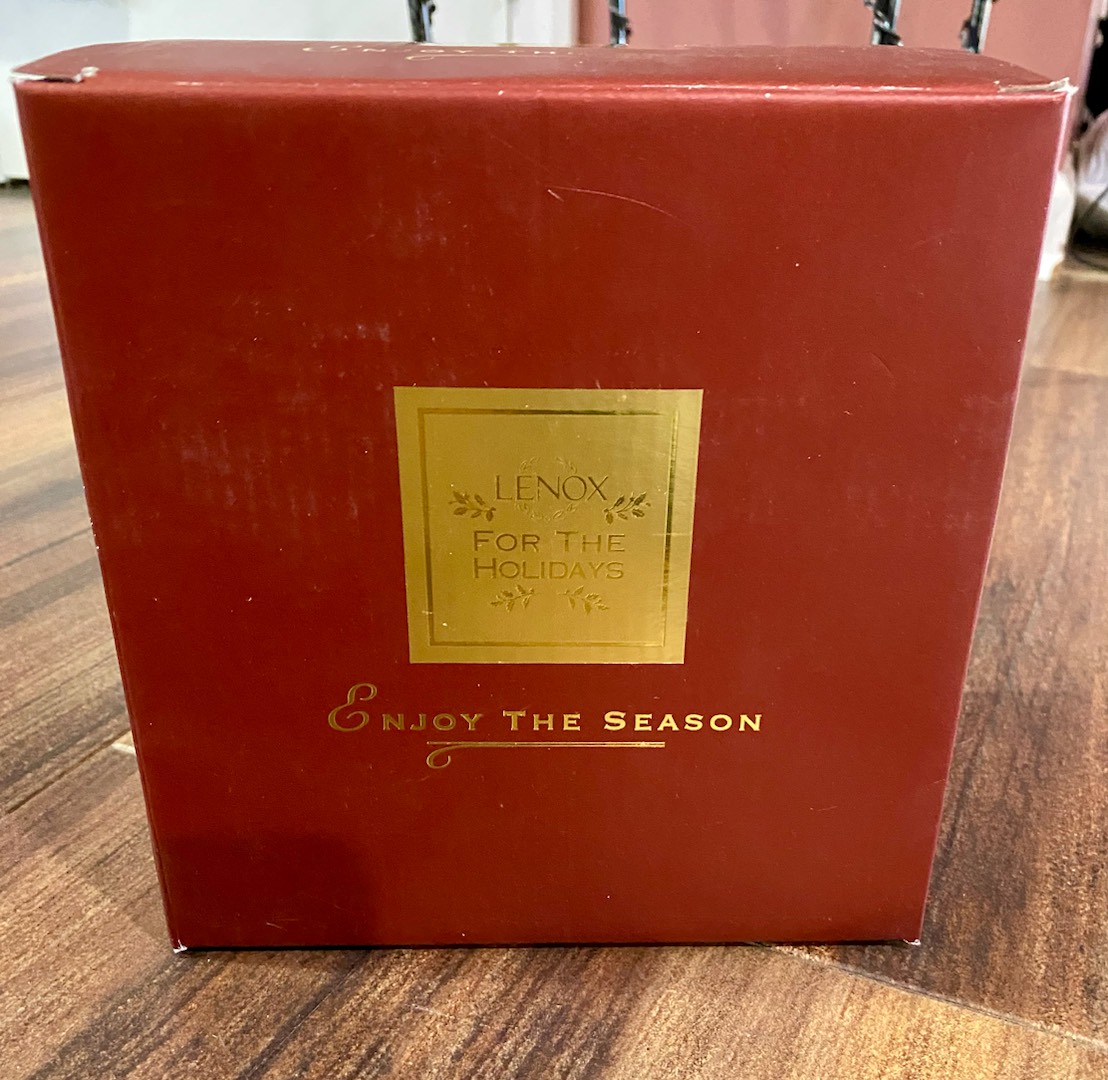 LENOX
FOR THE
HOLIDAYS
ENJOY THE SEASON